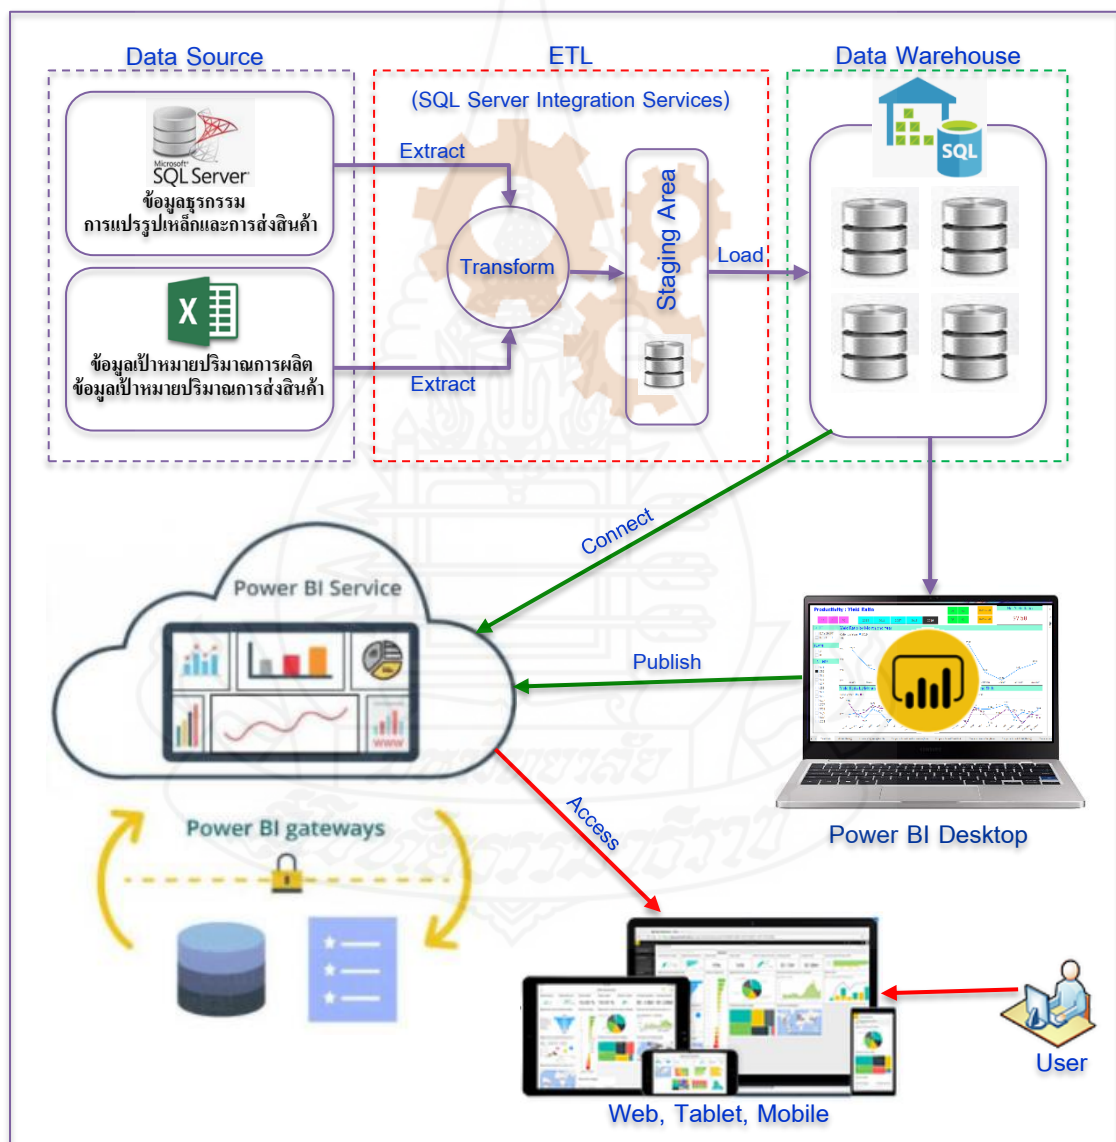 Data Source
ETL
Data Warehouse
(SQL Server Integration Services)
Microsoft®
SQL Server®
ข้อมูลธุรกรรม
การแปรรูปเหล็กและการส่งสินค้า
Extract
Transform
Staging Area
Load
SQL
X
ข้อมูลเป้าหมายปริมาณการผลิต
ข้อมูลเป้าหมายปริมาณการส่งสินค้า
Extract
Connect
Power BI Service
www
Publish
Productivity : Yield Ratio
Power BI Desktop
Access
Power BI gateways
User
Web, Tablet, Mobile